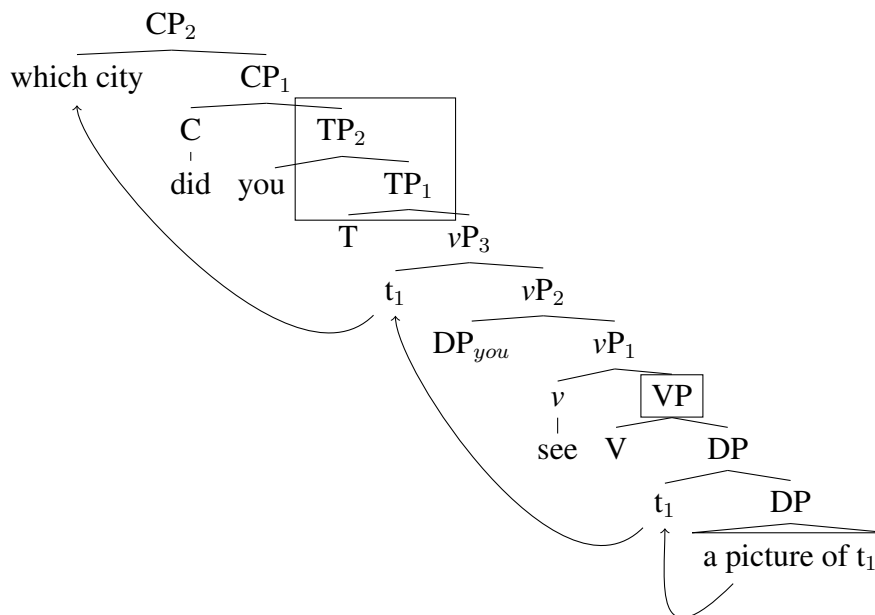 CP₂
which city CP₁
C TP₂
did you TP₁
T vP₃
t₁ vP₂
DPyou vP₁
v VP
see V DP
t₁ DP
a picture of t₁